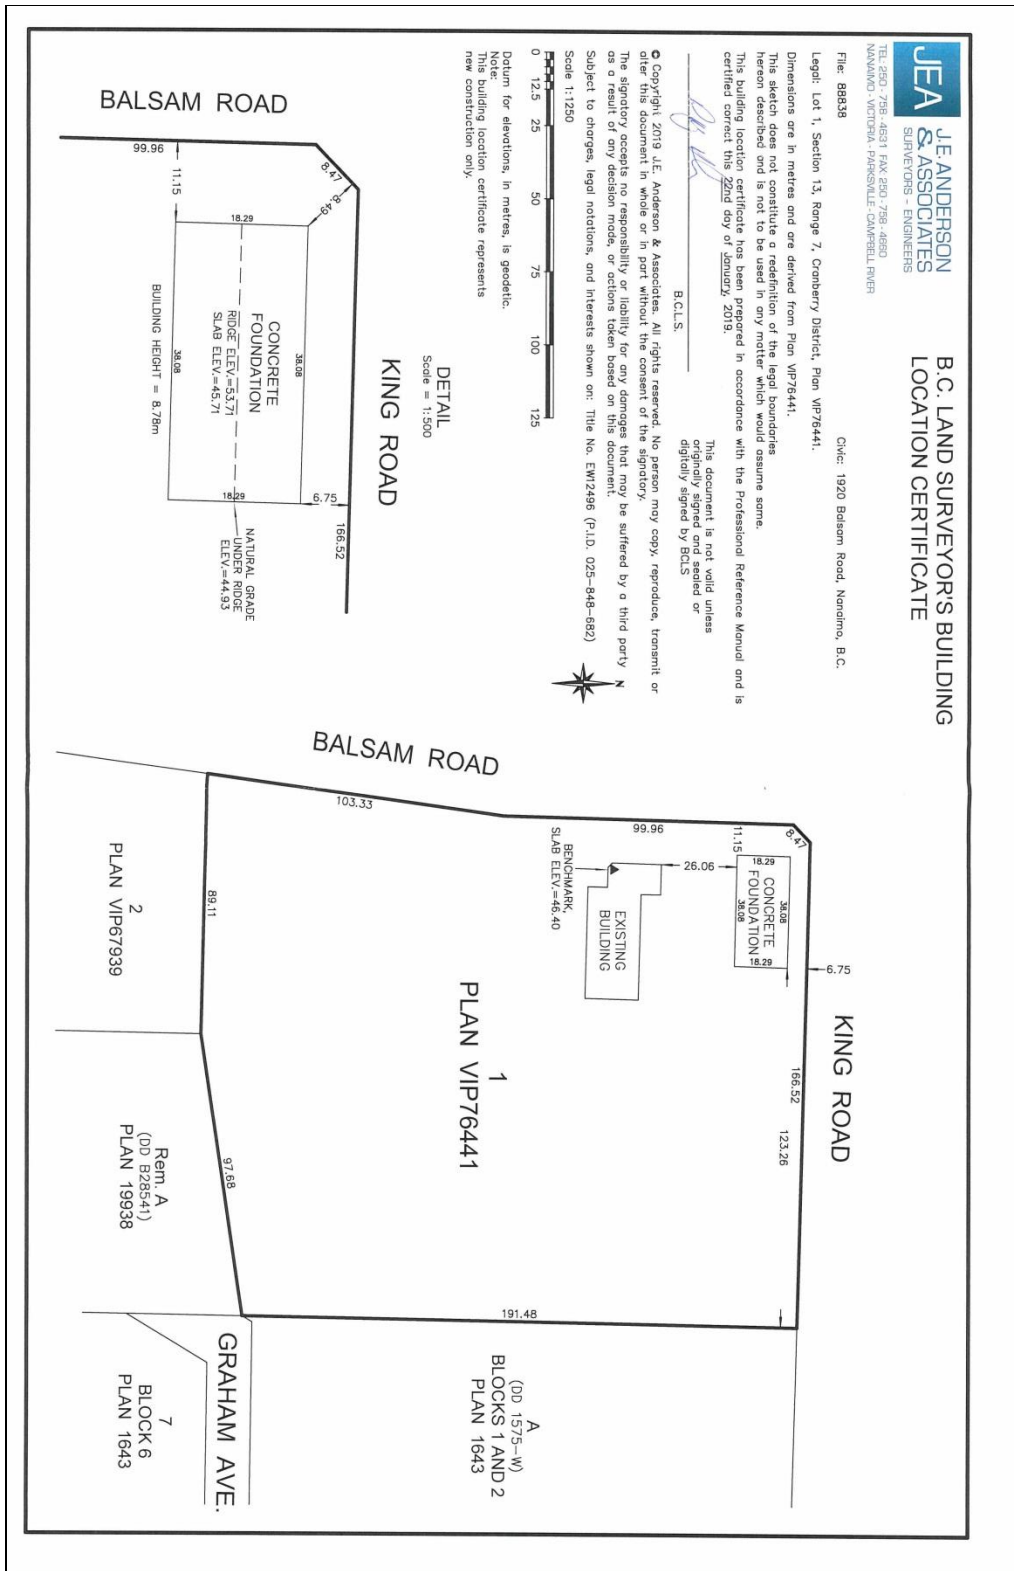 JEA
J.E. ANDERSON
& ASSOCIATES
SURVEYORS - ENGINEERS
TEL: 250-758-4631 FAX: 250-758-4660
NANAIMO - VICTORIA - PARKSVILLE - CAMPBELL RIVER
B.C. LAND SURVEYOR'S BUILDING
LOCATION CERTIFICATE
File: 88838
Civic: 1920 Balsam Road, Nanaimo, B.C.
Legal: Lot 1, Section 13, Range 7, Cranberry District, Plan VIP76441.
Dimensions are in metres and are derived from Plan VIP76441.
This sketch does not constitute a redefinition of the legal boundaries
hereon described and is not to be used in any matter which would assume same.
This building location certificate has been prepared in accordance with the Professional Reference Manual and is
certified correct this 22nd day of January, 2019.
B.C.L.S.
This document is not valid unless
originally signed and sealed or
digitally signed by BCLS
© Copyright 2019 J.E. Anderson & Associates. All rights reserved. No person may copy, reproduce, transmit or
alter this document in whole or in part without the consent of the signatory.
The signatory accepts no responsibility or liability for any damages that may be suffered by a third party
as a result of any decision made, or actions taken based on this document.
Subject to charges, legal notations, and interests shown on: Title No. EW12496 (P.I.D. 025-848-682)
Scale 1:1250
0 12.5 25 50 75 100 125
N
Datum for elevations, in metres, is geodetic.
Note:
This building location certificate represents
new construction only.
DETAIL
Scale = 1:500
KING ROAD
BALSAM ROAD
99.96
8.47
8.49
11.15
18.29
38.08
CONCRETE
FOUNDATION
RIDGE ELEV.=53.71
SLAB ELEV.=45.71
38.08
18.29
6.75
166.52
NATURAL GRADE
UNDER RIDGE
ELEV.=44.93
BUILDING HEIGHT = 8.78m
KING ROAD
BALSAM ROAD
8.47
6.75
166.52
123.26
11.15
18.29
38.08
CONCRETE
FOUNDATION
38.08
18.29
99.96
26.06
EXISTING
BUILDING
BENCHMARK,
SLAB ELEV.=46.40
103.33
1
PLAN VIP76441
191.48
89.11
97.68
2
PLAN VIP67939
Rem. A
(DD B28541)
PLAN 19938
A
(DD 1575-W)
BLOCKS 1 AND 2
PLAN 1643
GRAHAM AVE.
7
BLOCK 6
PLAN 1643